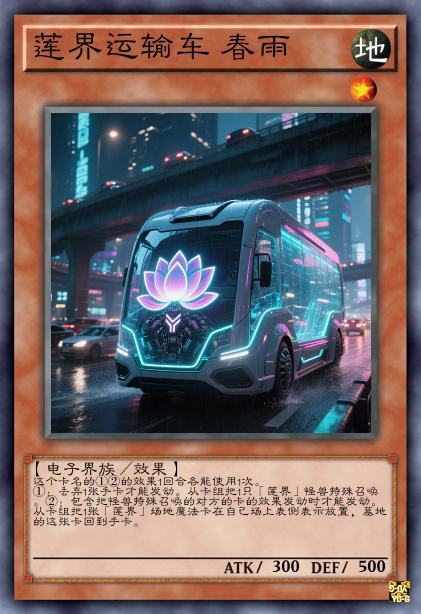 莲界运输车 春雨
地
【电子界族／效果】
这个卡名的①②的效果1回合各能使用1次。
①：去弃1张手卡才能发动。从卡组把1只「莲界」怪兽特殊召唤
。②：包含把怪兽特殊召唤的对方的卡的效果发动时才能发动。
从卡组把1张「莲界」场地魔法卡在自己场上表侧表示放置，墓地
的这张卡回到手卡。
ATK/ 300 DEF/ 500